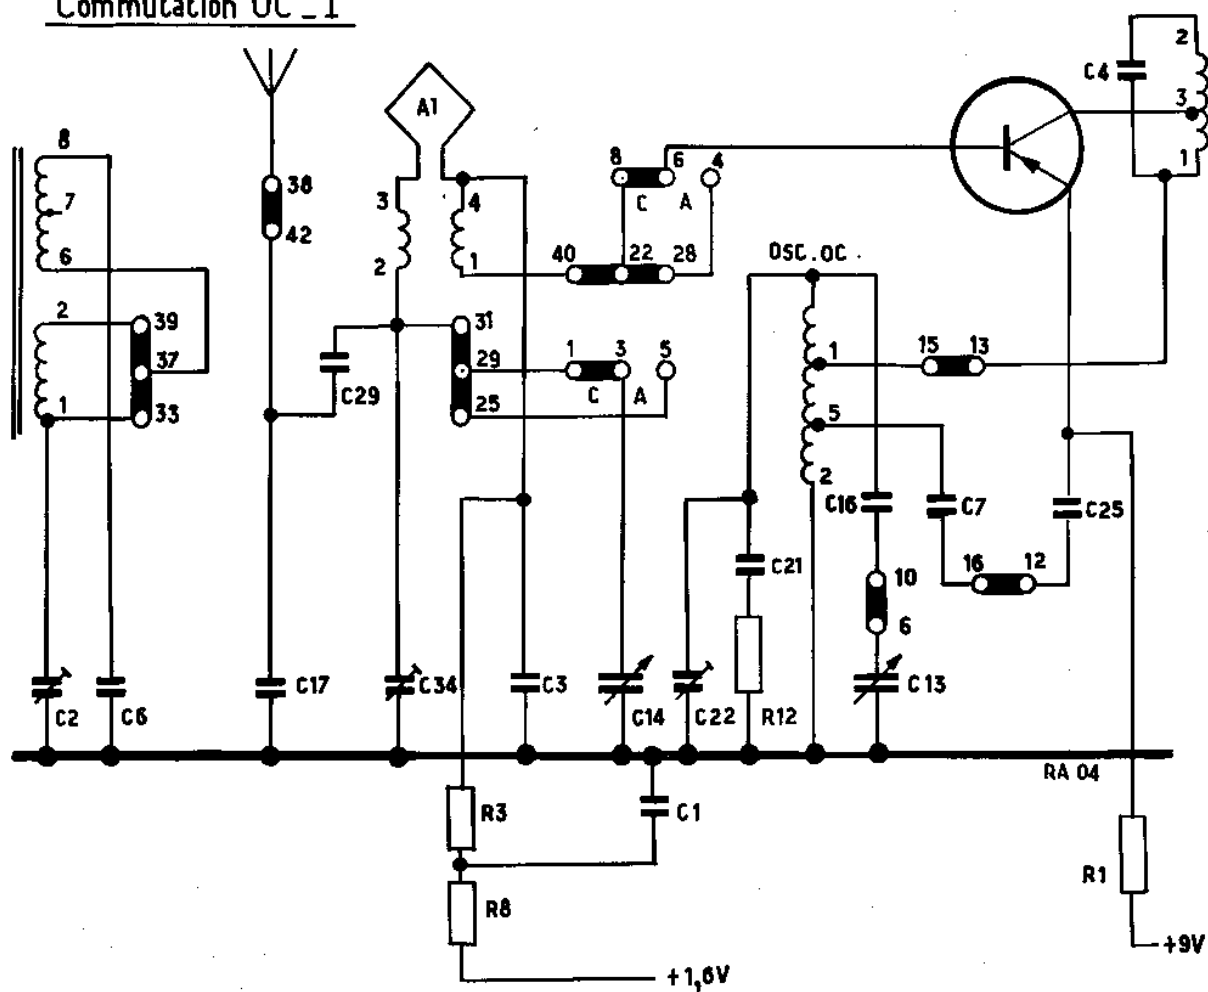 Commutation OC_1
2
C4
3
1
A1
8
7
6
38
42
3
4
2
1
8 6 4
C A
40 22 28
OSC.OC
2
39
37
1
33
31
29
25
C29
1 3 5
C A
1
15 13
5
2
C16
C7
C25
C21
16 12
10
6
C2
C6
C17
C34
C3
C14
C22
R12
C13
RA 04
R3
C1
R8
R1
+9V
+1,6V